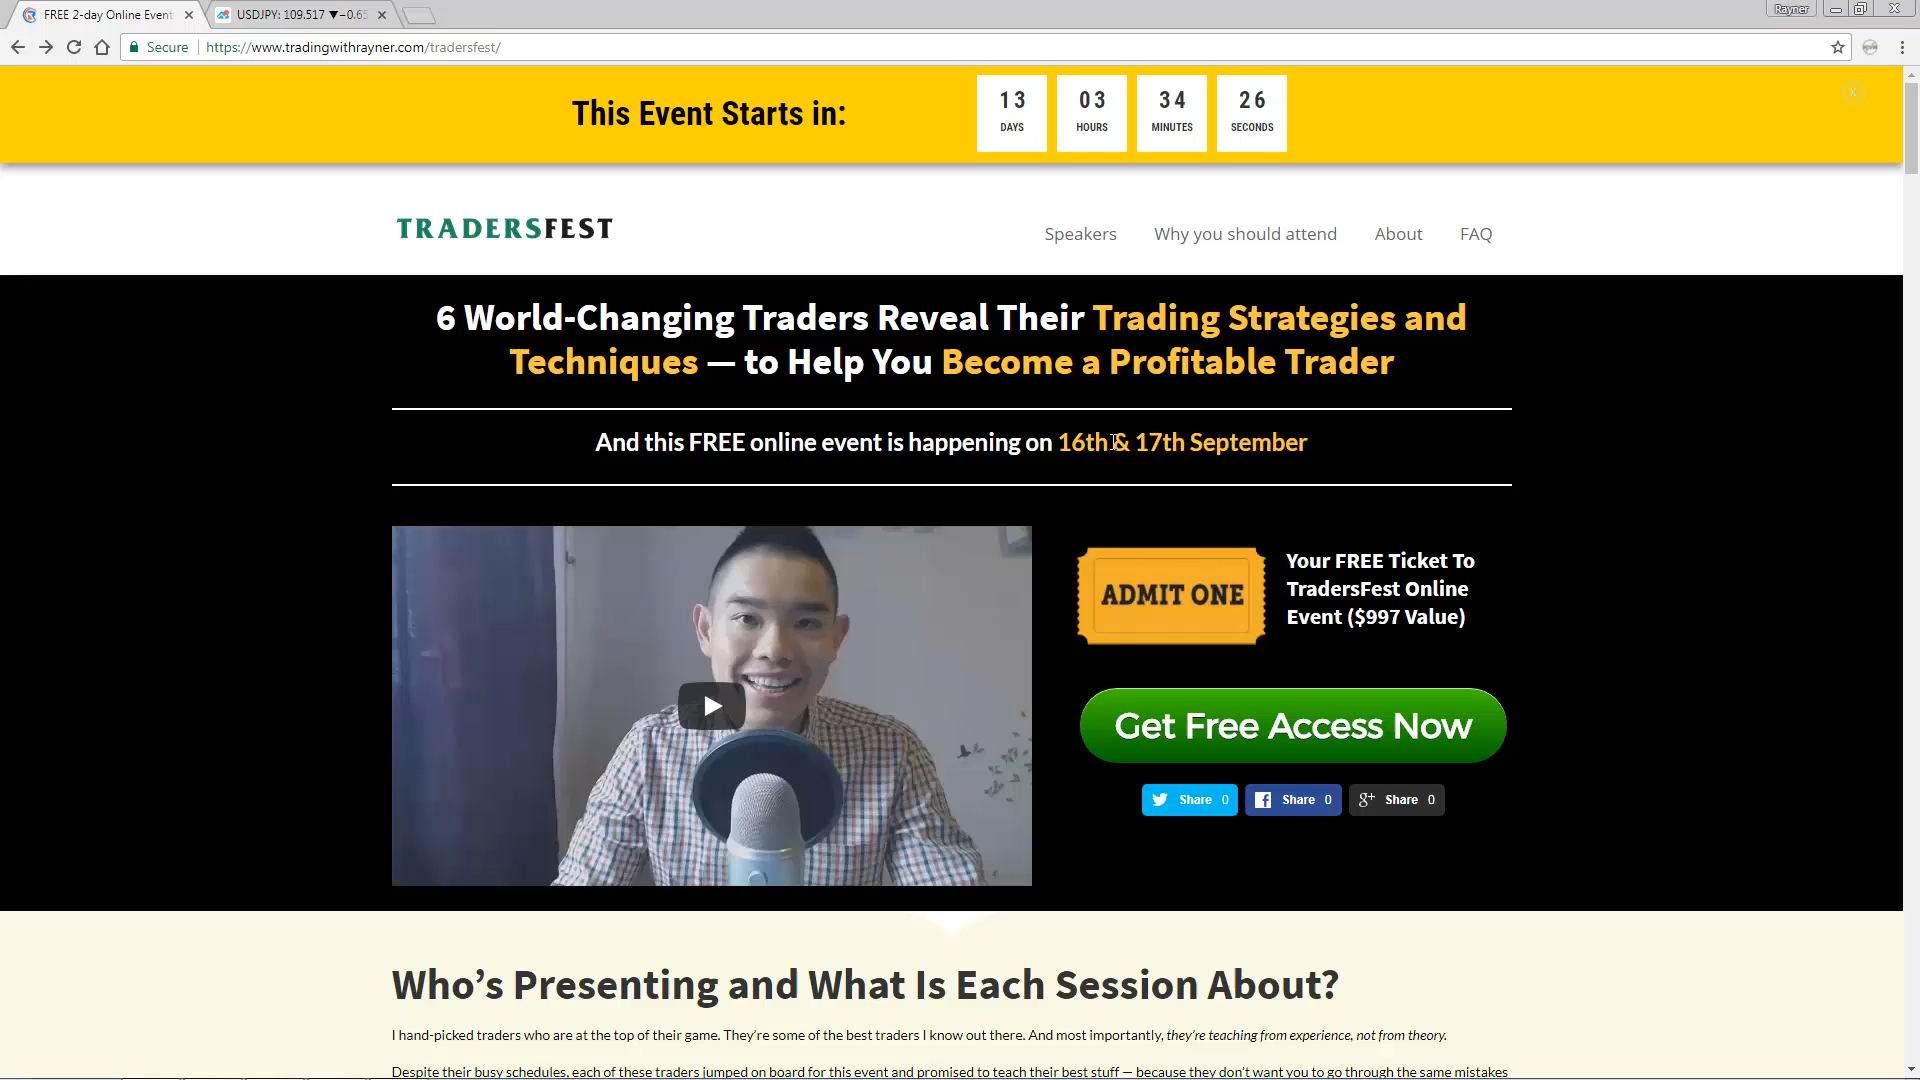 FREE 2-day Online Event
USDJPY: 109.517 ▼−0.65
Rayner
Secure
https://www.tradingwithrayner.com/tradersfest/
This Event Starts in:
13 03 34 26
DAYS HOURS MINUTES SECONDS
x
TRADERSFEST
Speakers Why you should attend About FAQ
6 World-Changing Traders Reveal Their Trading Strategies and
Techniques — to Help You Become a Profitable Trader
And this FREE online event is happening on 16th & 17th September
ADMIT ONE
Your FREE Ticket To
TradersFest Online
Event ($997 Value)
Get Free Access Now
Share 0 Share 0 g+ Share 0
Who’s Presenting and What Is Each Session About?
I hand-picked traders who are at the top of their game. They’re some of the best traders I know out there. And most importantly, they’re teaching from experience, not from theory.
Despite their busy schedules, each of these traders jumped on board for this event and promised to teach their best stuff — because they don’t want you to go through the same mistakes